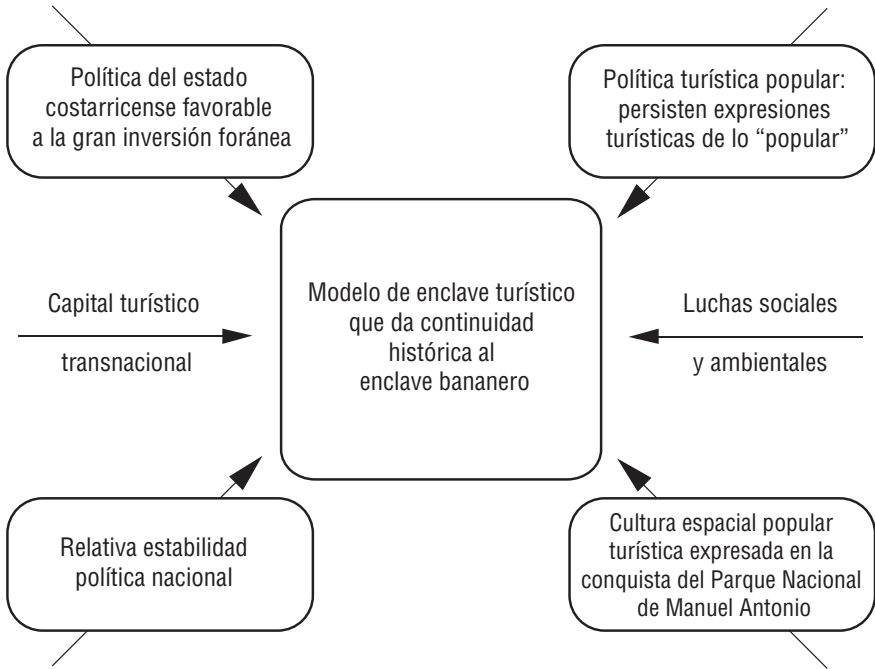 Política del estado
costarricense favorable
a la gran inversión foránea
Política turística popular:
persisten expresiones
turísticas de lo “popular”
Capital turístico
transnacional
Modelo de enclave turístico
que da continuidad
histórica al
enclave bananero
Luchas sociales
y ambientales
Relativa estabilidad
política nacional
Cultura espacial popular
turística expresada en la
conquista del Parque Nacional
de Manuel Antonio